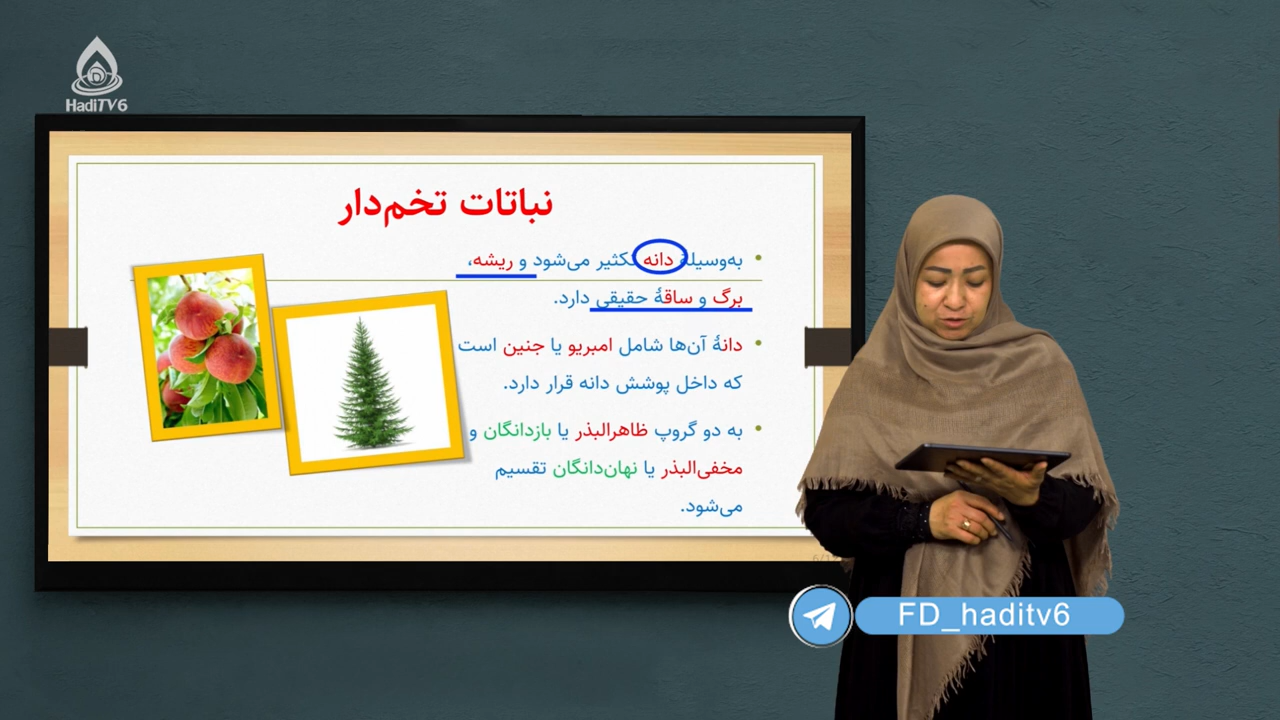 HadiTV6
نباتات تخم‌دار
به‌وسیلهٔ دانه تکثیر می‌شود و ریشه،
برگ و ساقهٔ حقیقی دارد.
دانهٔ آن‌ها شامل امبریو یا جنین است
که داخل پوشش دانه قرار دارد.
به دو گروپ ظاهرالبذر یا بازدانگان و
مخفی‌البذر یا نهان‌دانگان تقسیم
می‌شود.
FD_haditv6